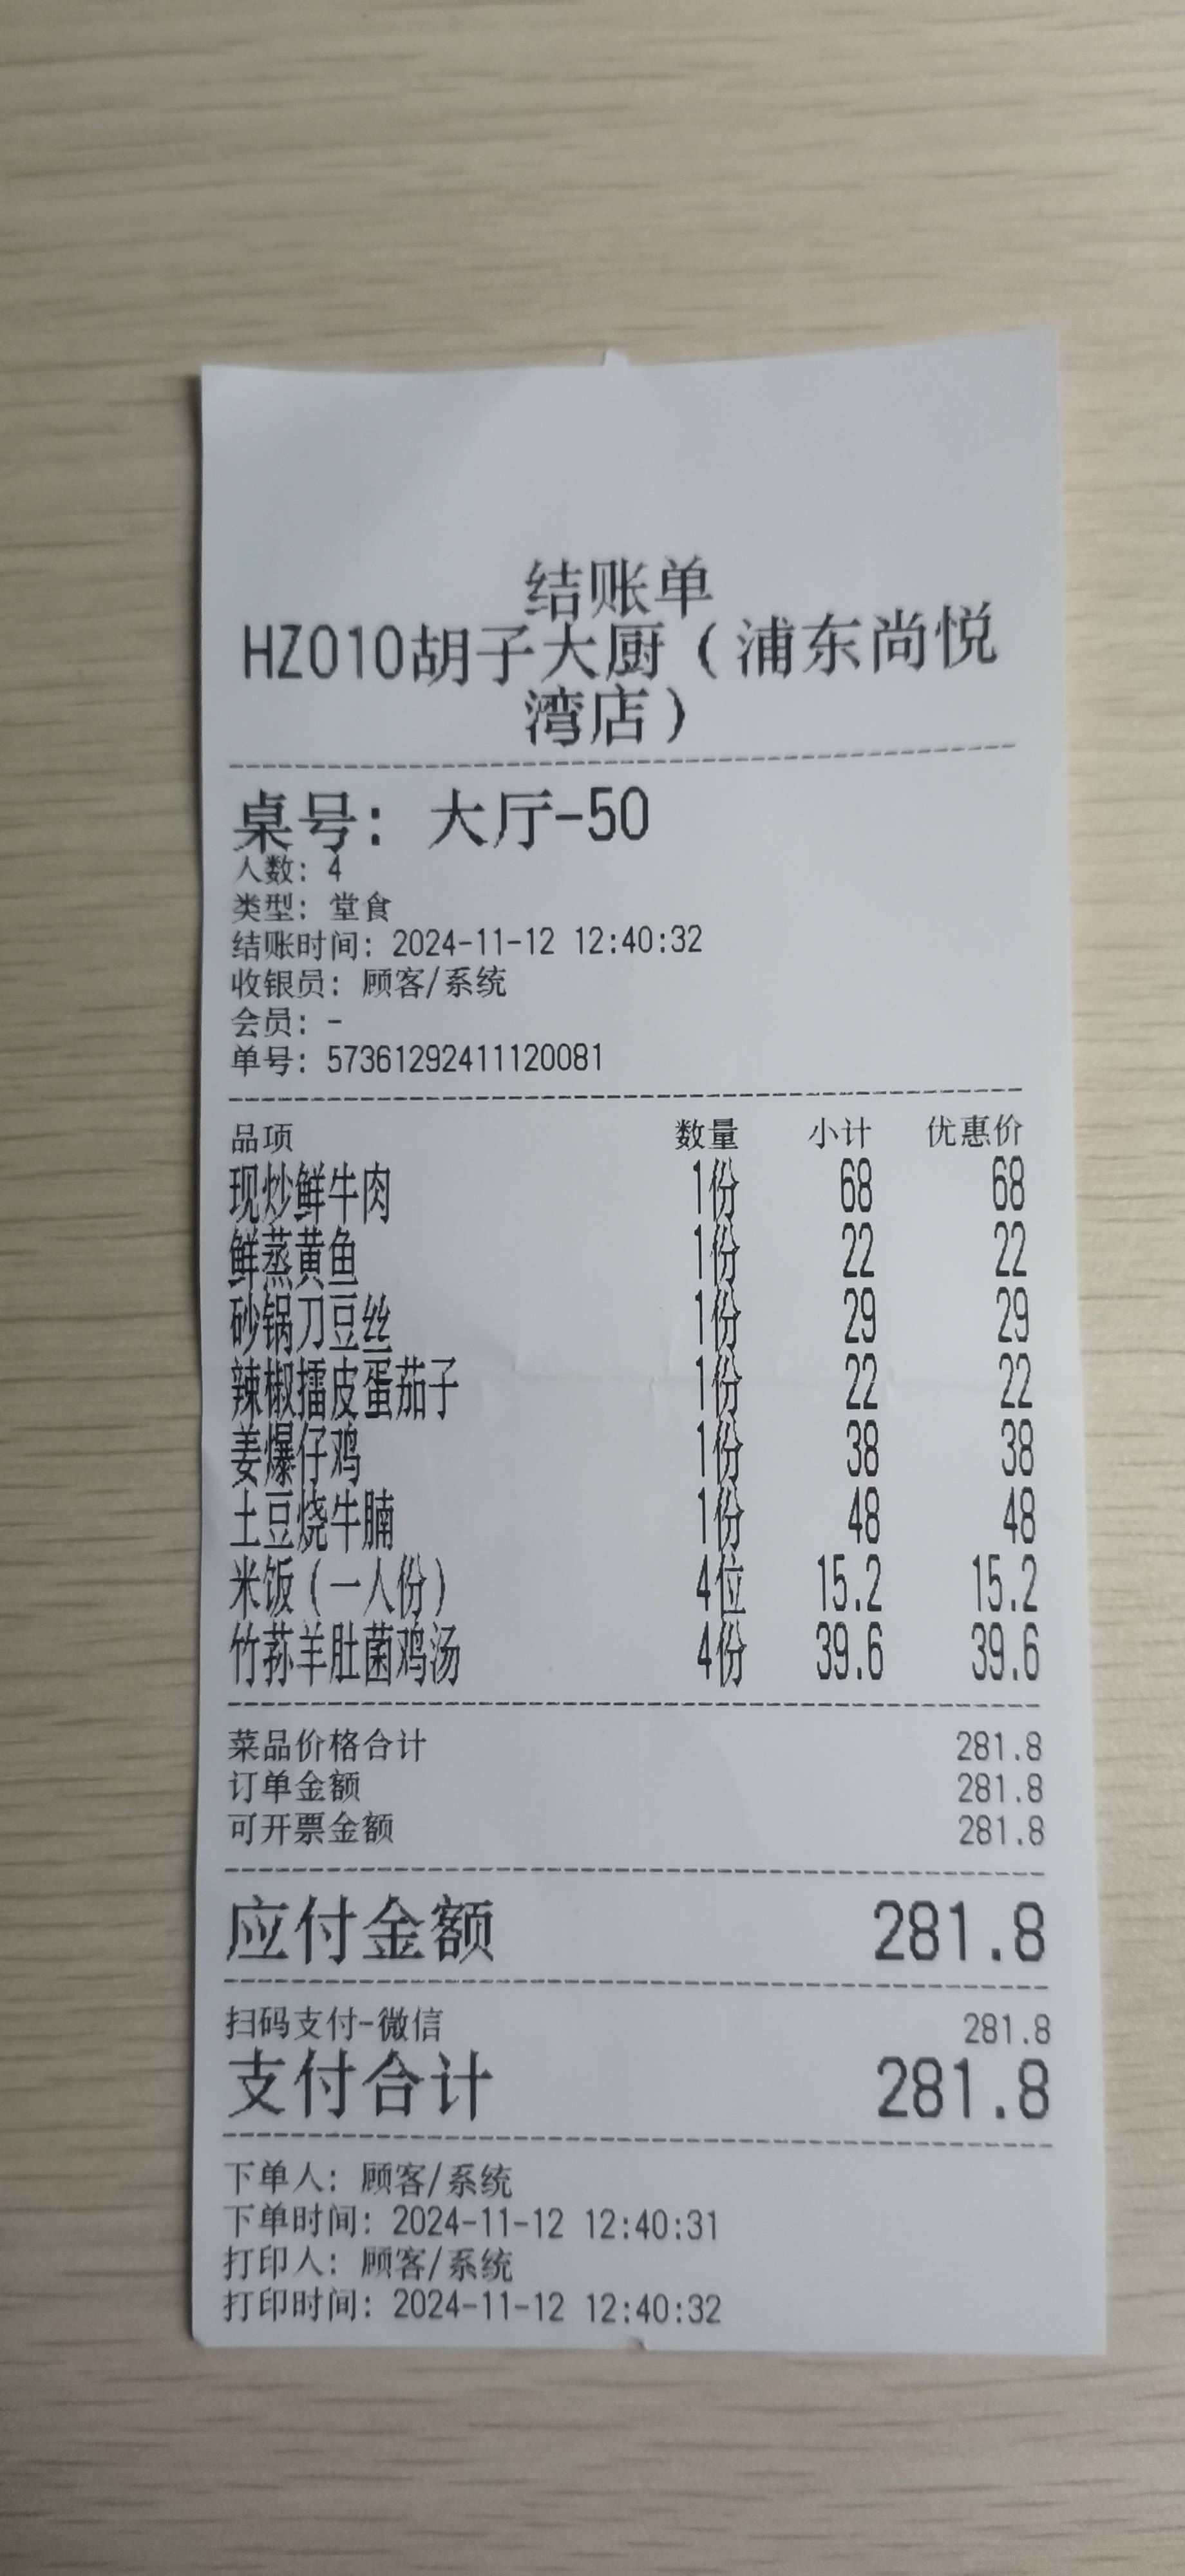 结账单
HZ010胡子大厨（浦东尚悦
湾店）
桌号：大厅-50
人数：4
类型：堂食
结账时间：2024-11-12 12:40:32
收银员：顾客/系统
会员：-
单号：57361292411120081
品项 数量 小计 优惠价
现炒鲜牛肉 1份 68 68
鲜蒸黄鱼 1份 22 22
砂锅刀豆丝 1份 29 29
辣椒擂皮蛋茄子 1份 22 22
姜爆仔鸡 1份 38 38
土豆烧牛腩 1份 48 48
米饭（一人份） 4位 15.2 15.2
竹荪羊肚菌鸡汤 4份 39.6 39.6
菜品价格合计 281.8
订单金额 281.8
可开票金额 281.8
应付金额 281.8
扫码支付-微信 281.8
支付合计 281.8
下单人：顾客/系统
下单时间：2024-11-12 12:40:31
打印人：顾客/系统
打印时间：2024-11-12 12:40:32